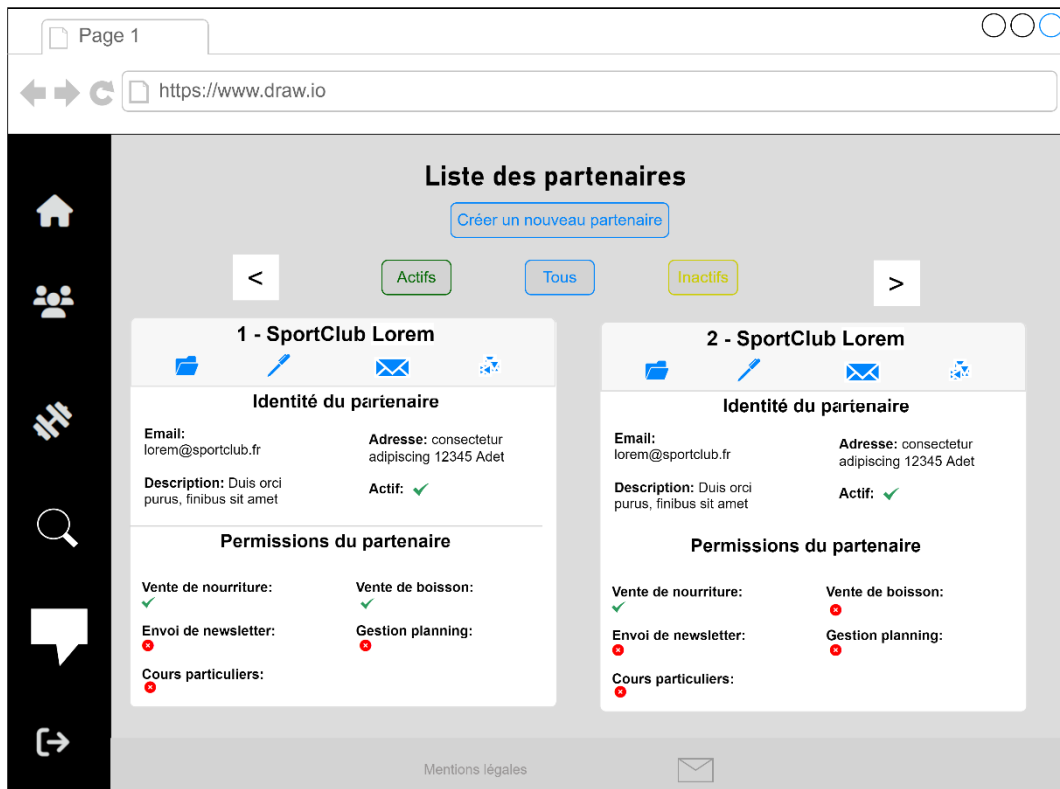 Page 1
https://www.draw.io
Liste des partenaires
Créer un nouveau partenaire
<
Actifs
Tous
Inactifs
>
1 - SportClub Lorem
Identité du partenaire
Email:
lorem@sportclub.fr
Adresse: consectetur
adipiscing 12345 Adet
Description: Duis orci
purus, finibus sit amet
Actif:
Permissions du partenaire
Vente de nourriture:
Vente de boisson:
Envoi de newsletter:
Gestion planning:
Cours particuliers:
2 - SportClub Lorem
Identité du partenaire
Email:
lorem@sportclub.fr
Adresse: consectetur
adipiscing 12345 Adet
Description: Duis orci
purus, finibus sit amet
Actif:
Permissions du partenaire
Vente de nourriture:
Vente de boisson:
Envoi de newsletter:
Gestion planning:
Cours particuliers:
Mentions légales